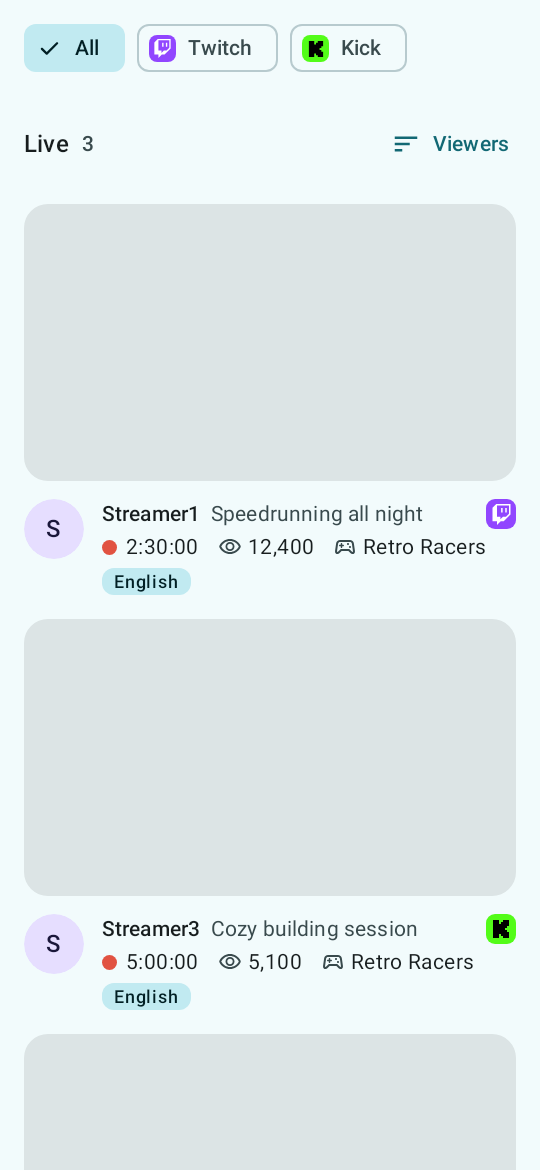 All Twitch Kick
Live 3 Viewers
S Streamer1 Speedrunning all night
2:30:00 12,400 Retro Racers
English
S Streamer3 Cozy building session
5:00:00 5,100 Retro Racers
English